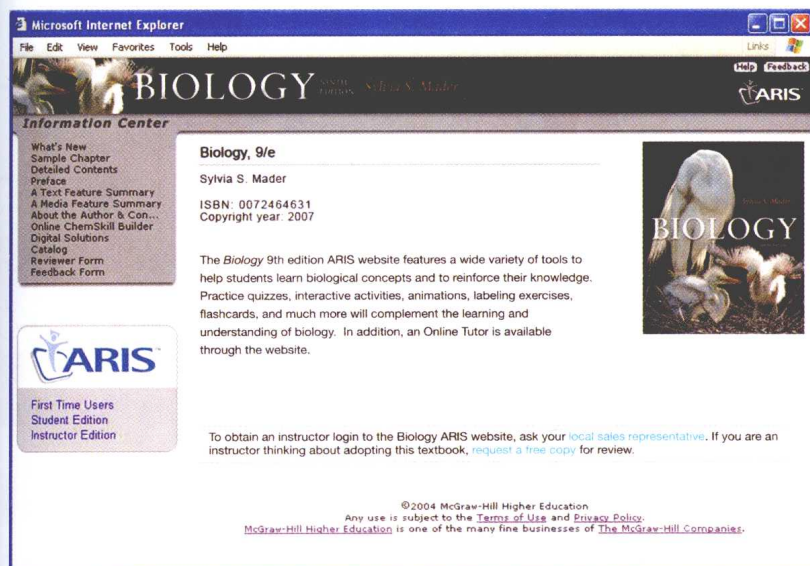 Microsoft Internet Explorer
File Edit View Favorites Tools Help
Links
BIOLOGY NINTH EDITION Sylvia S. Mader
Help Feedback
ARIS
Information Center
What's New
Sample Chapter
Deteiled Contents
Preface
A Text Feature Summary
A Media Feature Summary
About the Author & Con...
Online ChemSkill Builder
Digital Solutions
Catalog
Reviewer Form
Feedback Form
Biology, 9/e
Sylvia S. Mader
ISBN: 0072464631
Copyright year: 2007
The Biology 9th edition ARIS website features a wide variety of tools to
help students learn biological concepts and to reinforce their knowledge.
Practice quizzes, interactive activities, animations, labeling exercises,
flashcards, and much more will complement the learning and
understanding of biology. In addition, an Online Tutor is available
through the website.
Sylvia S. Mader
BIOLOGY
ARIS
First Time Users
Student Edition
Instructor Edition
To obtain an instructor login to the Biology ARIS website, ask your local sales representative. If you are an
instructor thinking about adopting this textbook, request a free copy for review.
©2004 McGraw-Hill Higher Education
Any use is subject to the Terms of Use and Privacy Policy.
McGraw-Hill Higher Education is one of the many fine businesses of The McGraw-Hill Companies.